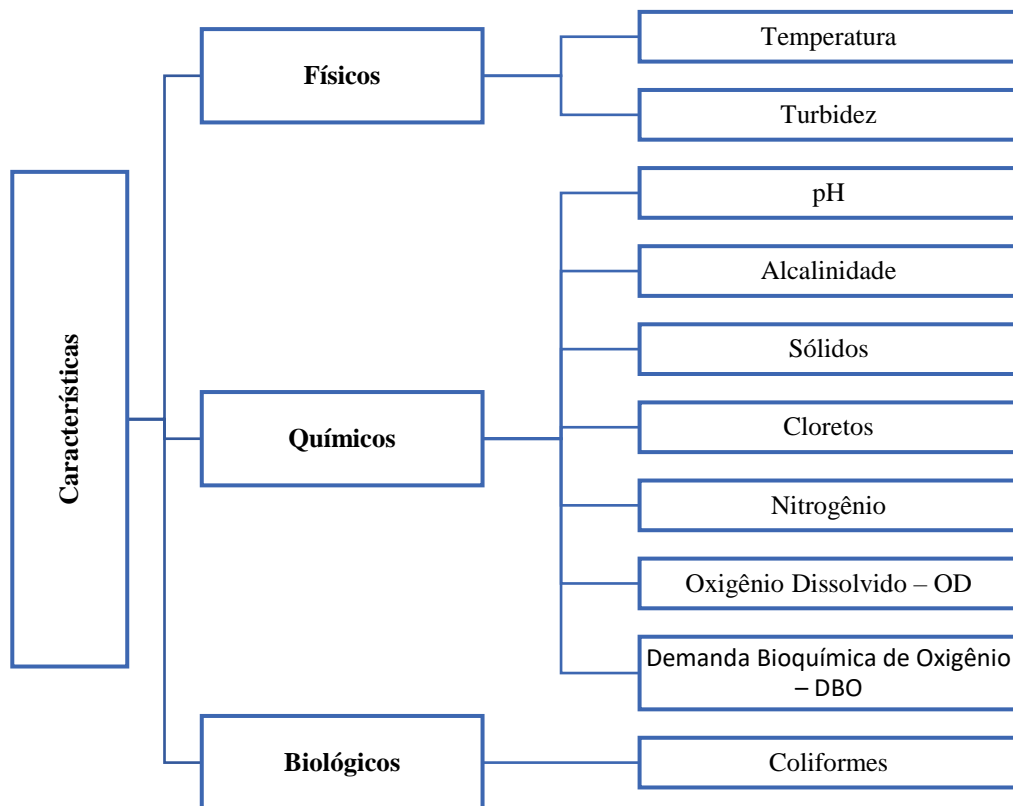 Características
Físicos
Temperatura
Turbidez
Químicos
pH
Alcalinidade
Sólidos
Cloretos
Nitrogênio
Oxigênio Dissolvido – OD
Demanda Bioquímica de Oxigênio
– DBO
Biológicos
Coliformes